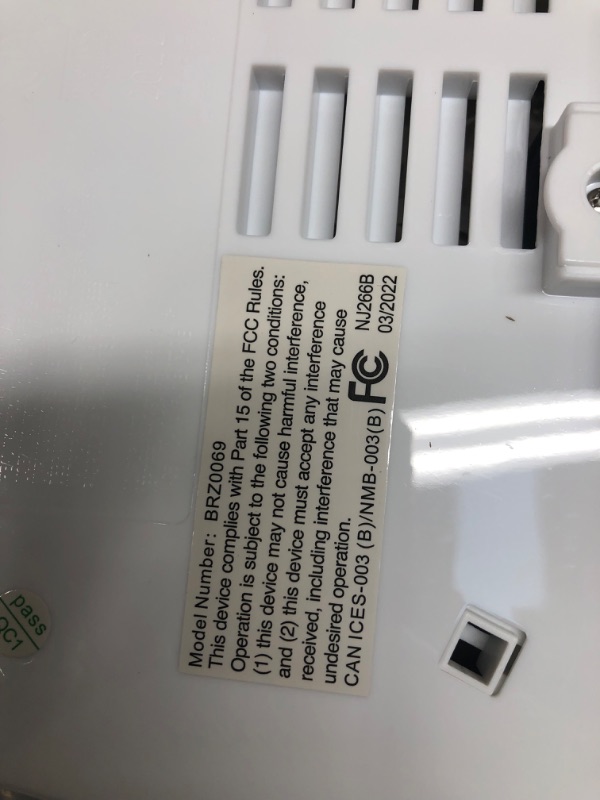 Model Number: BRZ0069
This device complies with Part 15 of the FCC Rules.
Operation is subject to the following two conditions:
(1) this device may not cause harmful interference,
and (2) this device must accept any interference
received, including interference that may cause
undesired operation.
CAN ICES-003 (B)/NMB-003(B)
FC
NJ266B
03/2022
pass
QC1